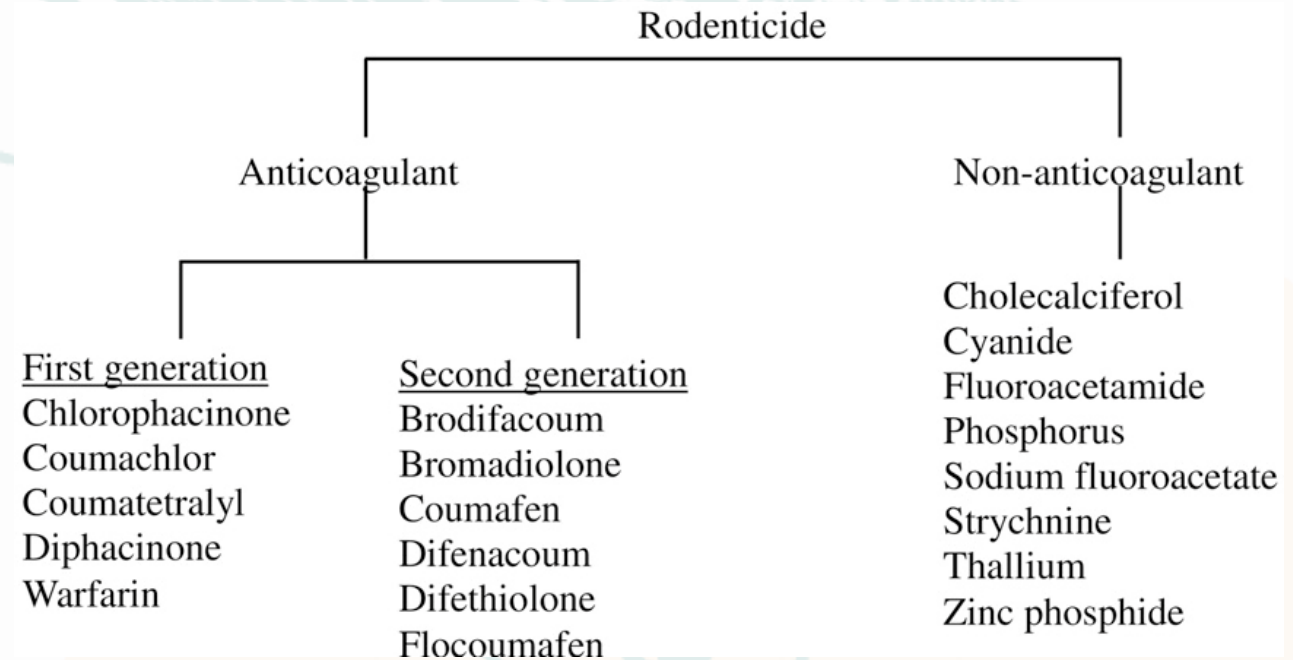 Rodenticide
Anticoagulant
Non-anticoagulant
First generation
Chlorophacinone
Coumachlor
Coumatetralyl
Diphacinone
Warfarin
Second generation
Brodifacoum
Bromadiolone
Coumafen
Difenacoum
Difethiolone
Flocoumafen
Cholecalciferol
Cyanide
Fluoroacetamide
Phosphorus
Sodium fluoroacetate
Strychnine
Thallium
Zinc phosphide